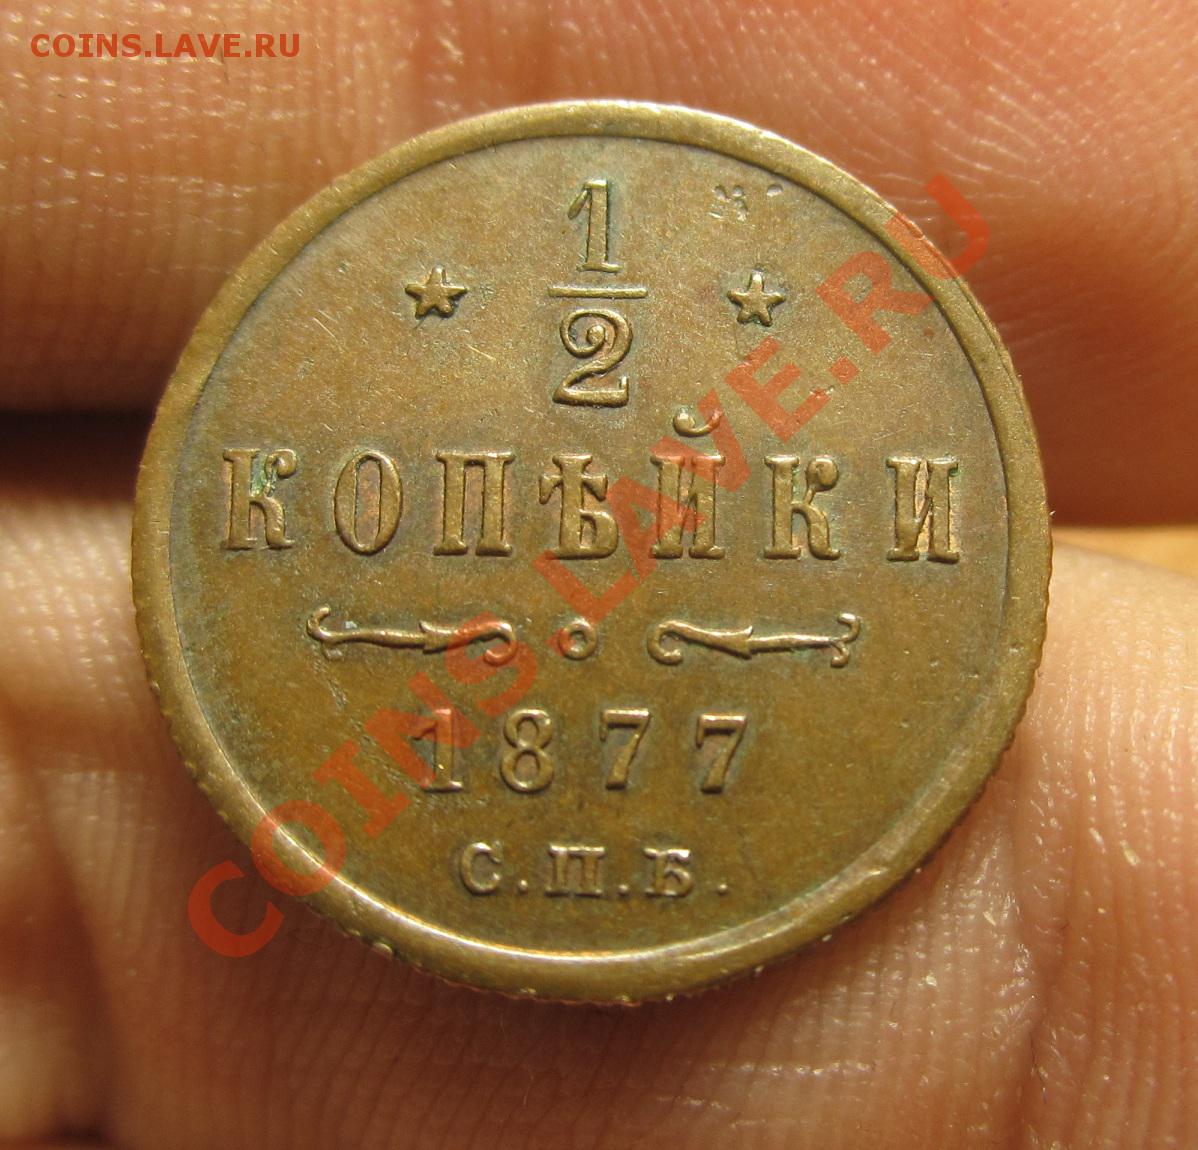 COINS.LAVE.RU
1/2
КОПѢЙКИ
1877
С.П.Б.
COINS.LAVE.RU